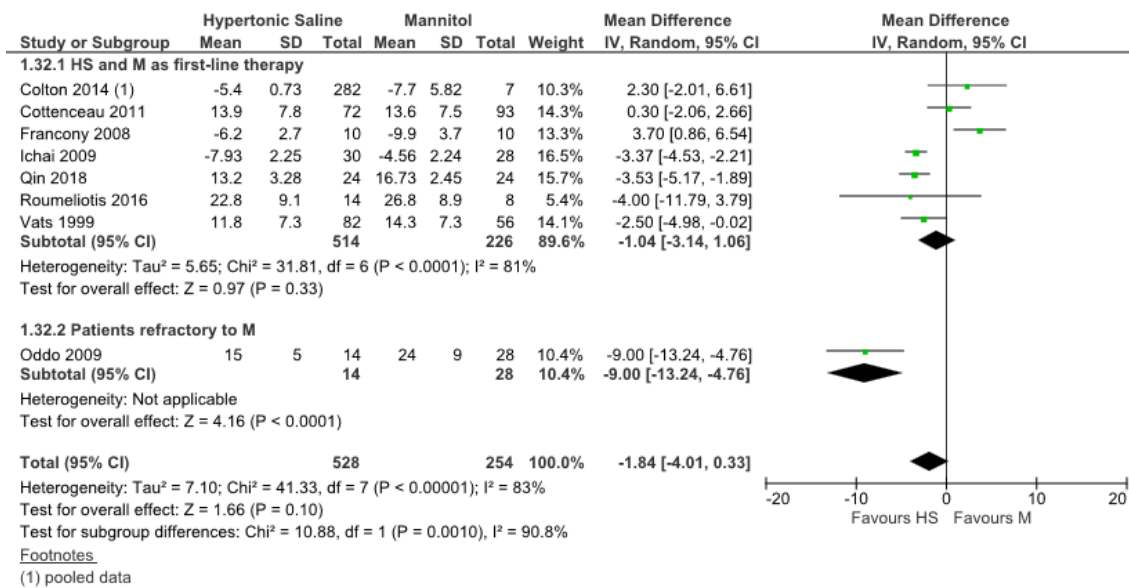 Hypertonic Saline Mannitol Mean Difference Mean Difference
Study or Subgroup Mean SD Total Mean SD Total Weight IV, Random, 95% CI IV, Random, 95% CI
1.32.1 HS and M as first-line therapy
Colton 2014 (1) -5.4 0.73 282 -7.7 5.82 7 10.3% 2.30 [-2.01, 6.61]
Cottenceau 2011 13.9 7.8 72 13.6 7.5 93 14.3% 0.30 [-2.06, 2.66]
Francony 2008 -6.2 2.7 10 -9.9 3.7 10 13.3% 3.70 [0.86, 6.54]
Ichai 2009 -7.93 2.25 30 -4.56 2.24 28 16.5% -3.37 [-4.53, -2.21]
Qin 2018 13.2 3.28 24 16.73 2.45 24 15.7% -3.53 [-5.17, -1.89]
Roumeliotis 2016 22.8 9.1 14 26.8 8.9 8 5.4% -4.00 [-11.79, 3.79]
Vats 1999 11.8 7.3 82 14.3 7.3 56 14.1% -2.50 [-4.98, -0.02]
Subtotal (95% CI) 514 226 89.6% -1.04 [-3.14, 1.06]
Heterogeneity: Tau² = 5.65; Chi² = 31.81, df = 6 (P < 0.0001); I² = 81%
Test for overall effect: Z = 0.97 (P = 0.33)
1.32.2 Patients refractory to M
Oddo 2009 15 5 14 24 9 28 10.4% -9.00 [-13.24, -4.76]
Subtotal (95% CI) 14 28 10.4% -9.00 [-13.24, -4.76]
Heterogeneity: Not applicable
Test for overall effect: Z = 4.16 (P < 0.0001)
Total (95% CI) 528 254 100.0% -1.84 [-4.01, 0.33]
Heterogeneity: Tau² = 7.10; Chi² = 41.33, df = 7 (P < 0.00001); I² = 83%
Test for overall effect: Z = 1.66 (P = 0.10)
Test for subgroup differences: Chi² = 10.88, df = 1 (P = 0.0010), I² = 90.8%
-20 -10 0 10 20
Favours HS Favours M
Footnotes
(1) pooled data